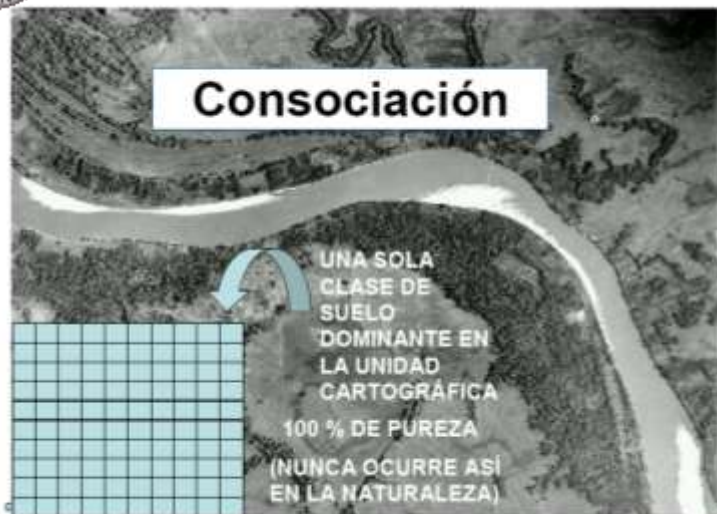 Consociación
UNA SOLA
CLASE DE
SUELO
DOMINANTE EN
LA UNIDAD
CARTOGRÁFICA
100 % DE PUREZA
(NUNCA OCURRE ASÍ
EN LA NATURALEZA)